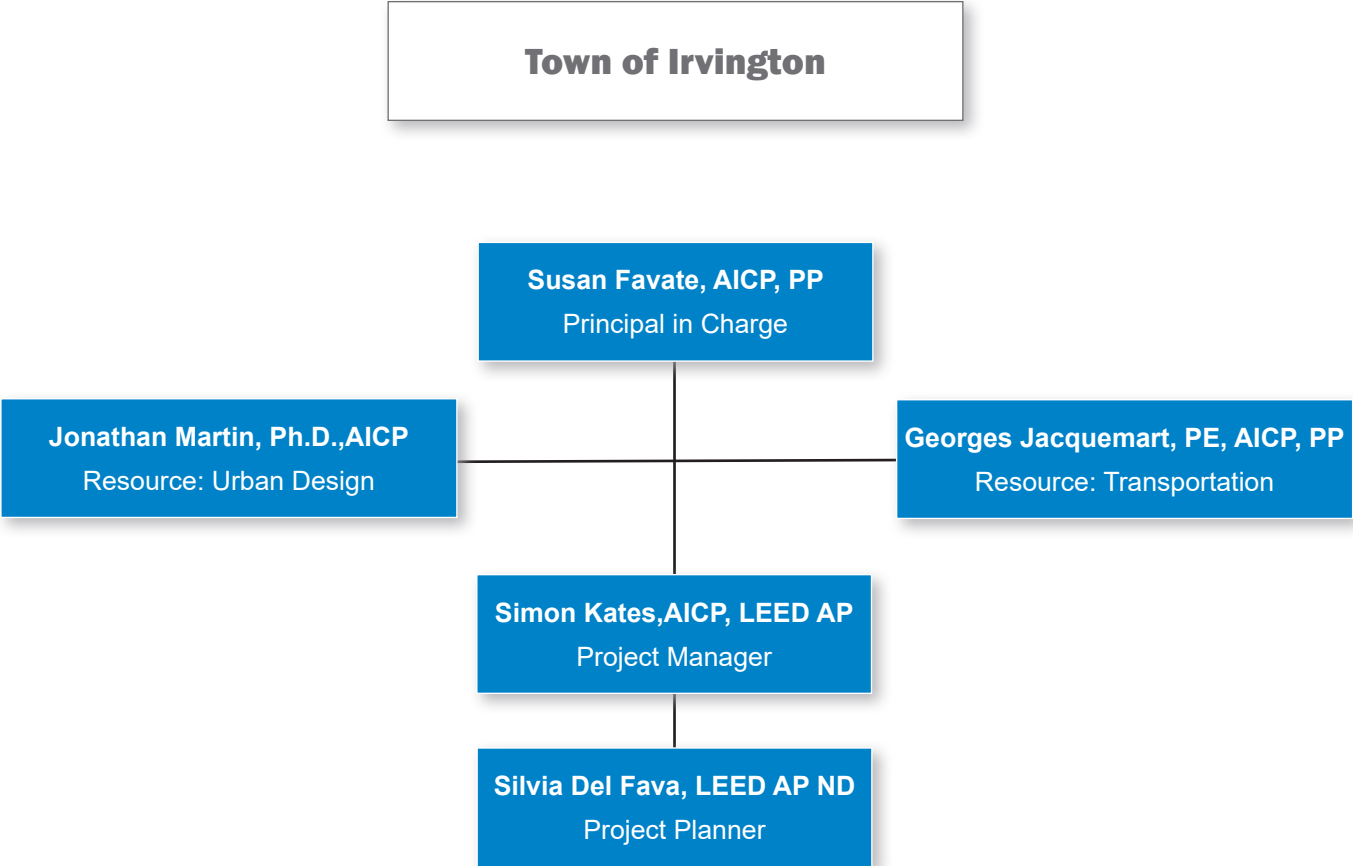 Town of Irvington
Susan Favate, AICP, PP
Principal in Charge
Jonathan Martin, Ph.D.,AICP
Resource: Urban Design
Georges Jacquemart, PE, AICP, PP
Resource: Transportation
Simon Kates,AICP, LEED AP
Project Manager
Silvia Del Fava, LEED AP ND
Project Planner